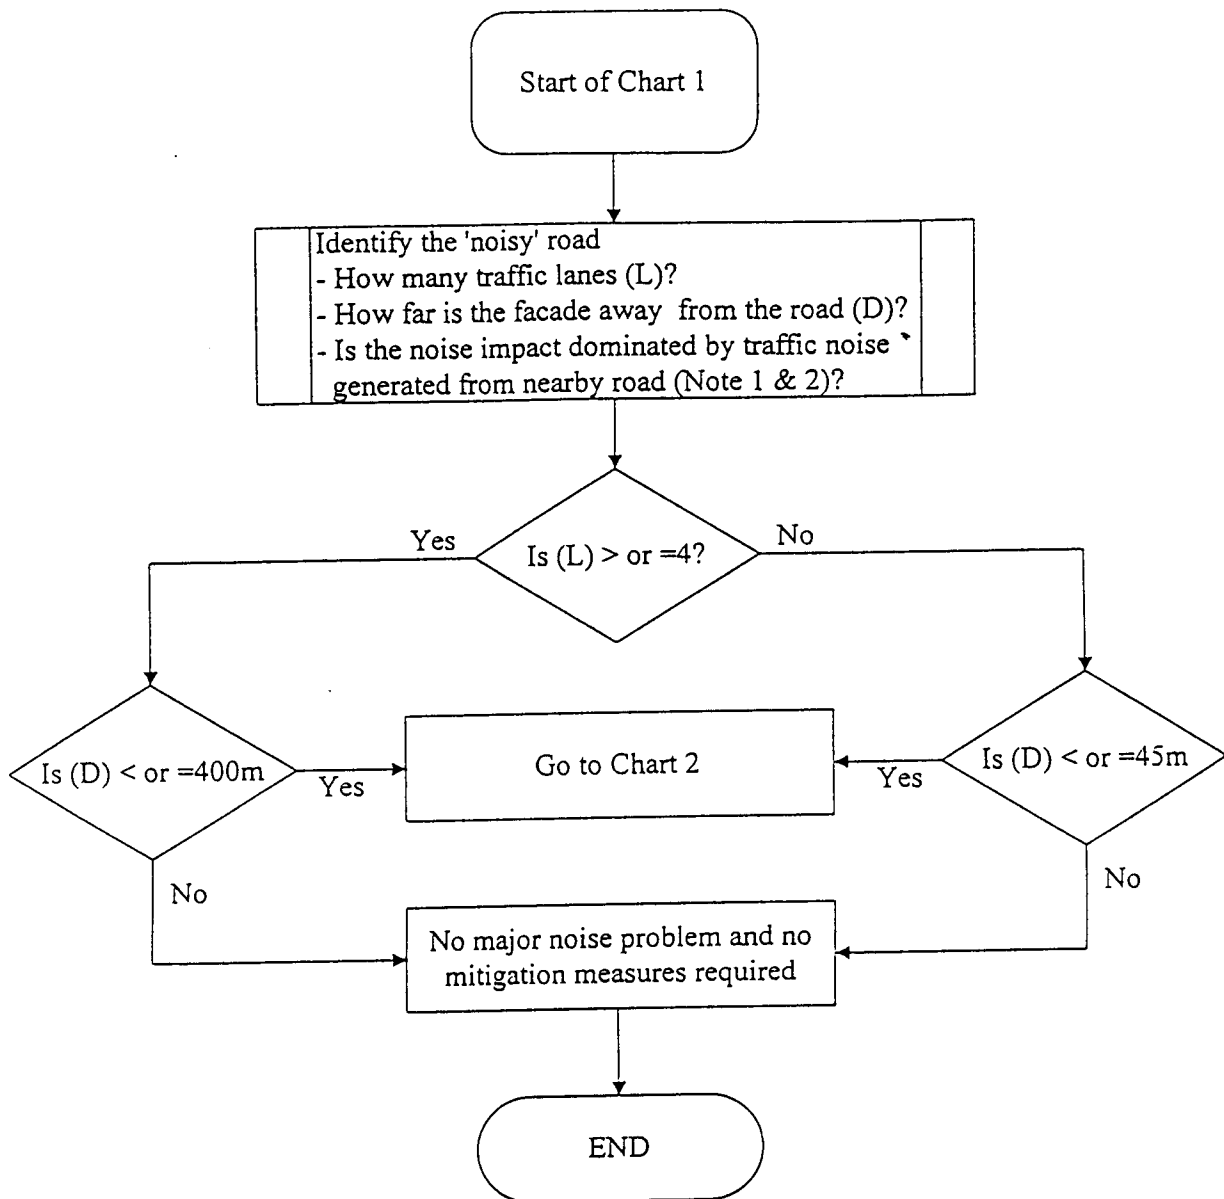 Start of Chart 1
Identify the 'noisy' road
- How many traffic lanes (L)?
- How far is the facade away from the road (D)?
- Is the noise impact dominated by traffic noise
generated from nearby road (Note 1 & 2)?
Yes
Is (L) > or =4?
No
Is (D) < or =400m
Yes
Go to Chart 2
Yes
Is (D) < or =45m
No
No
No major noise problem and no
mitigation measures required
END